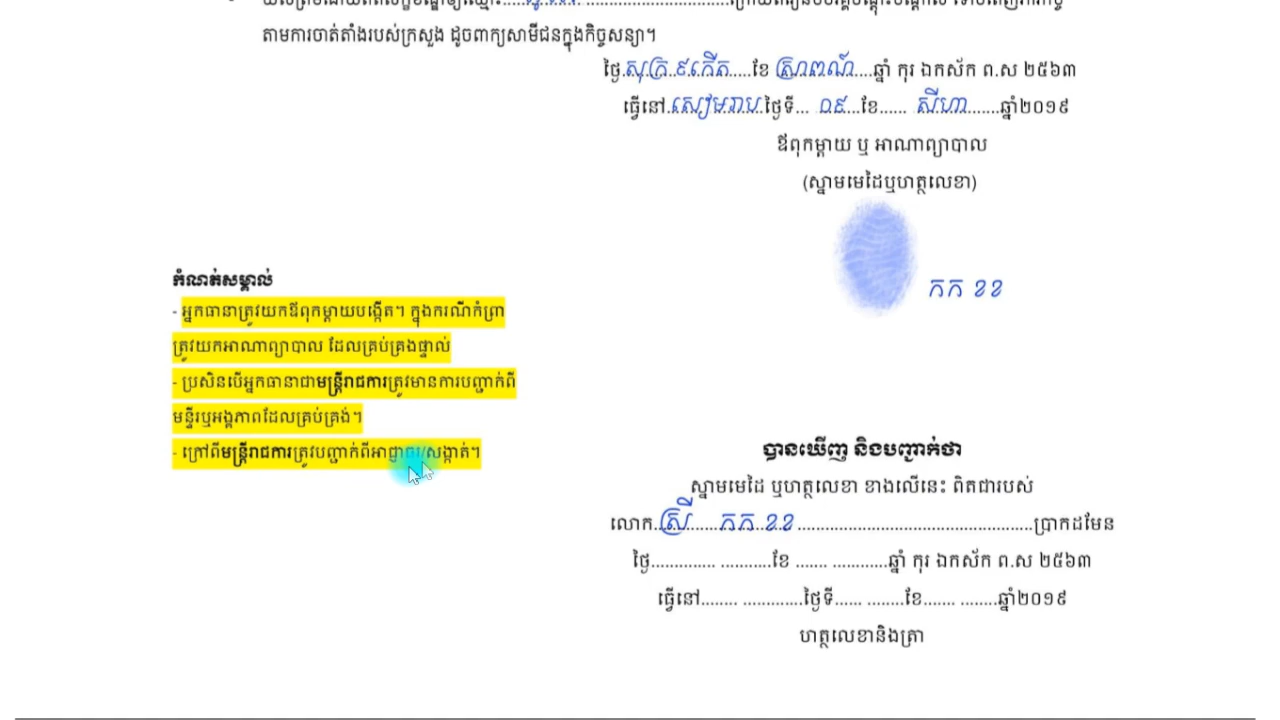 តាមការចាត់តាំងរបស់ក្រសួង ដូចពាក្យសាមីជនក្នុងកិច្ចសន្យា។
ថ្ងៃ.សុក្រ.៩កើត.....ខែ ស្រាពណ៍....ឆ្នាំ កុរ ឯកស័ក ព.ស ២៥៦៣
ធ្វើនៅ.សៀមរាប.ថ្ងៃទី... ០៩...ខែ...... សីហា.......ឆ្នាំ២០១៩
ឪពុកម្តាយ ឬ អាណាព្យាបាល
(ស្នាមមេដៃឬហត្ថលេខា)
កក ខខ
កំណត់សម្គាល់
- អ្នកធានាត្រូវយកឪពុកម្តាយបង្កើត។ ក្នុងករណីកំព្រា
ត្រូវយកអាណាព្យាបាល ដែលគ្រប់គ្រងផ្ទាល់
- ប្រសិនបើអ្នកធានាជាមន្ត្រីរាជការត្រូវមានការបញ្ជាក់ពី
មន្ទីរឬអង្គភាពដែលគ្រប់គ្រង់។
- ក្រៅពីមន្ត្រីរាជការត្រូវបញ្ជាក់ពីអាជ្ញាធរ/សង្កាត់។
បានឃើញ និងបញ្ជាក់ថា
ស្នាមមេដៃ ឬហត្ថលេខា ខាងលើនេះ ពិតជារបស់
លោក.ស្រី.....កក ខខ...............................................ប្រាកដមែន
ថ្ងៃ.............. ...........ខែ ....... ............ឆ្នាំ កុរ ឯកស័ក ព.ស ២៥៦៣
ធ្វើនៅ........ .............ថ្ងៃទី...... ........ខែ....... ........ឆ្នាំ២០១៩
ហត្ថលេខានិងត្រា